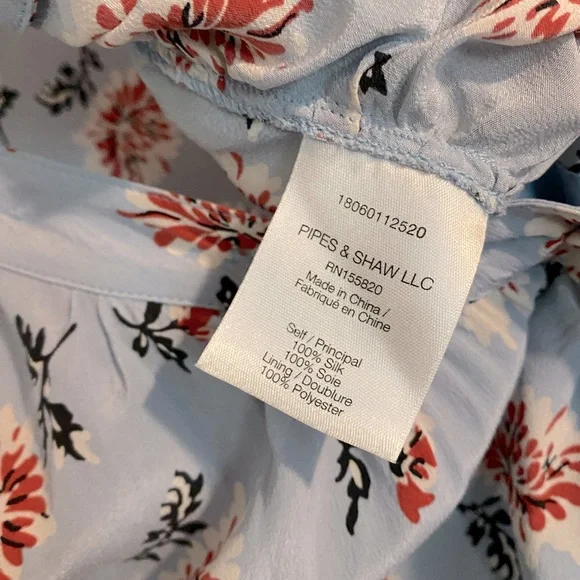 18060112520
PIPES & SHAW LLC
RN155820
Made in China /
Fabriqué en Chine
Self / Principal
100% Silk
100% Soie
Lining / Doublure
100% Polyester